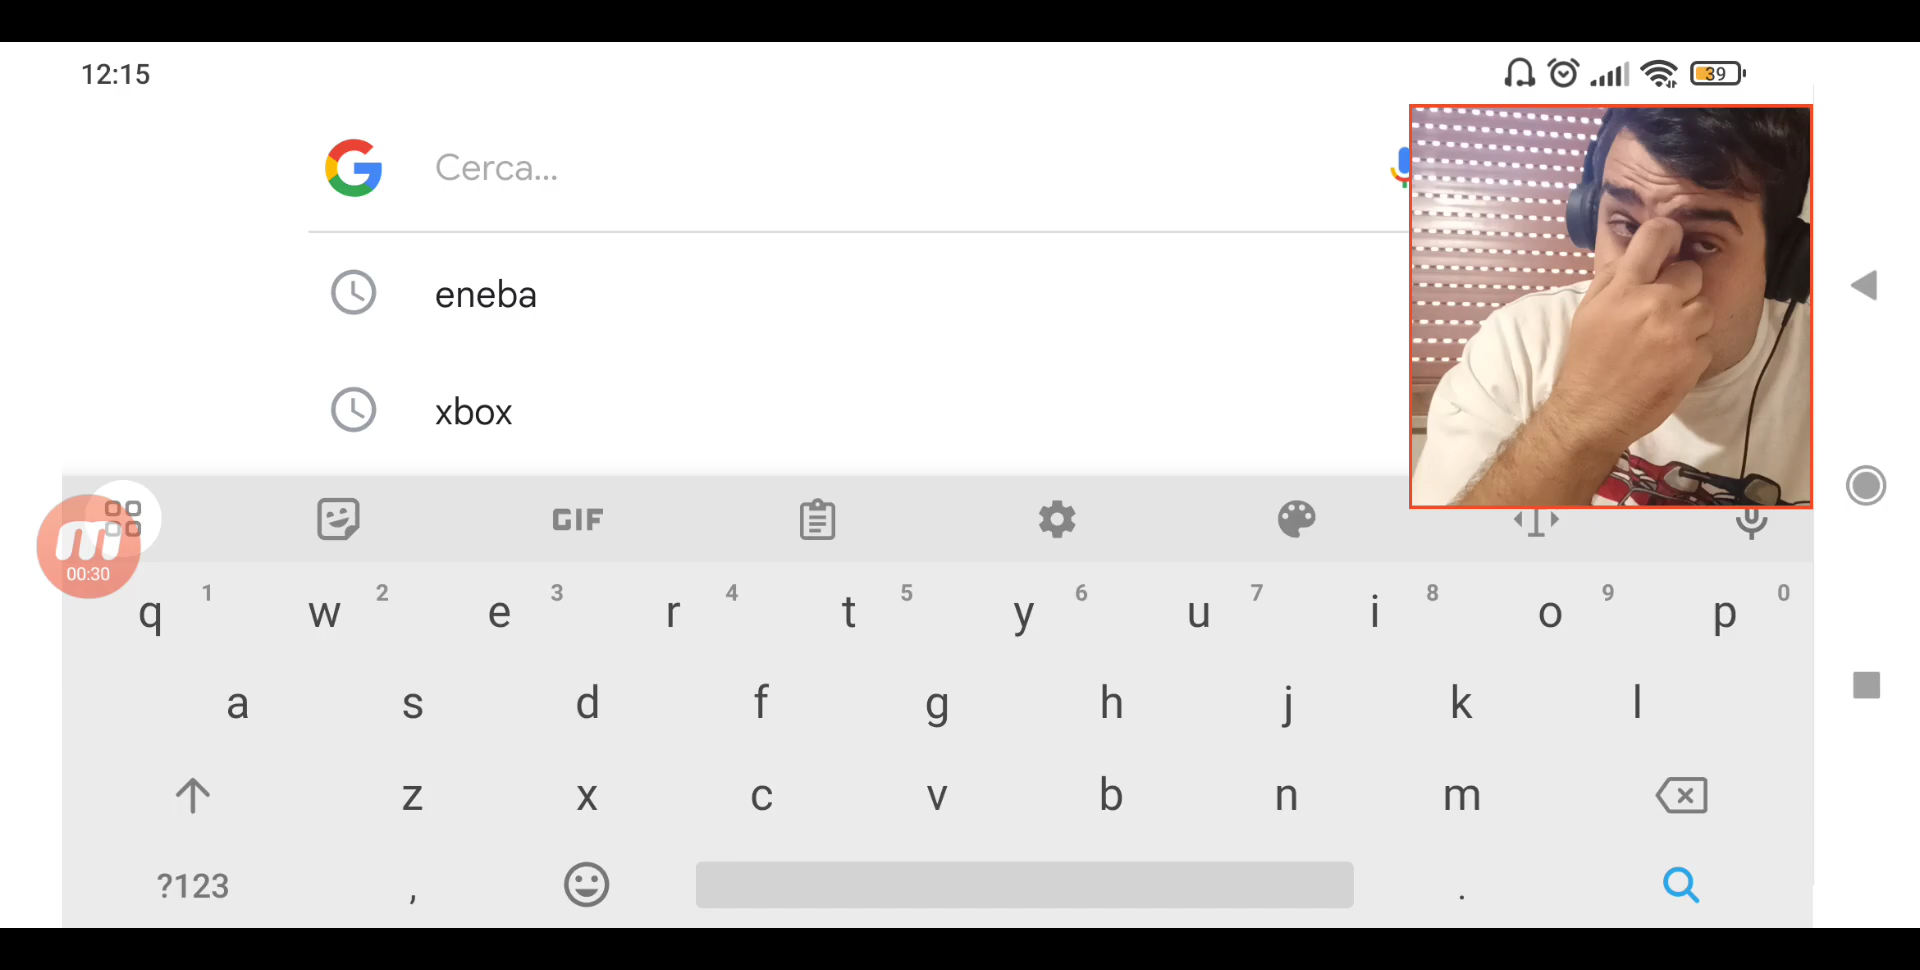 12:15
39
Cerca...
eneba
xbox
GIF
00:30
q 1 w 2 e 3 r 4 t 5 y 6 u 7 i 8 o 9 p 0
a s d f g h j k l
z x c v b n m
?123 , .